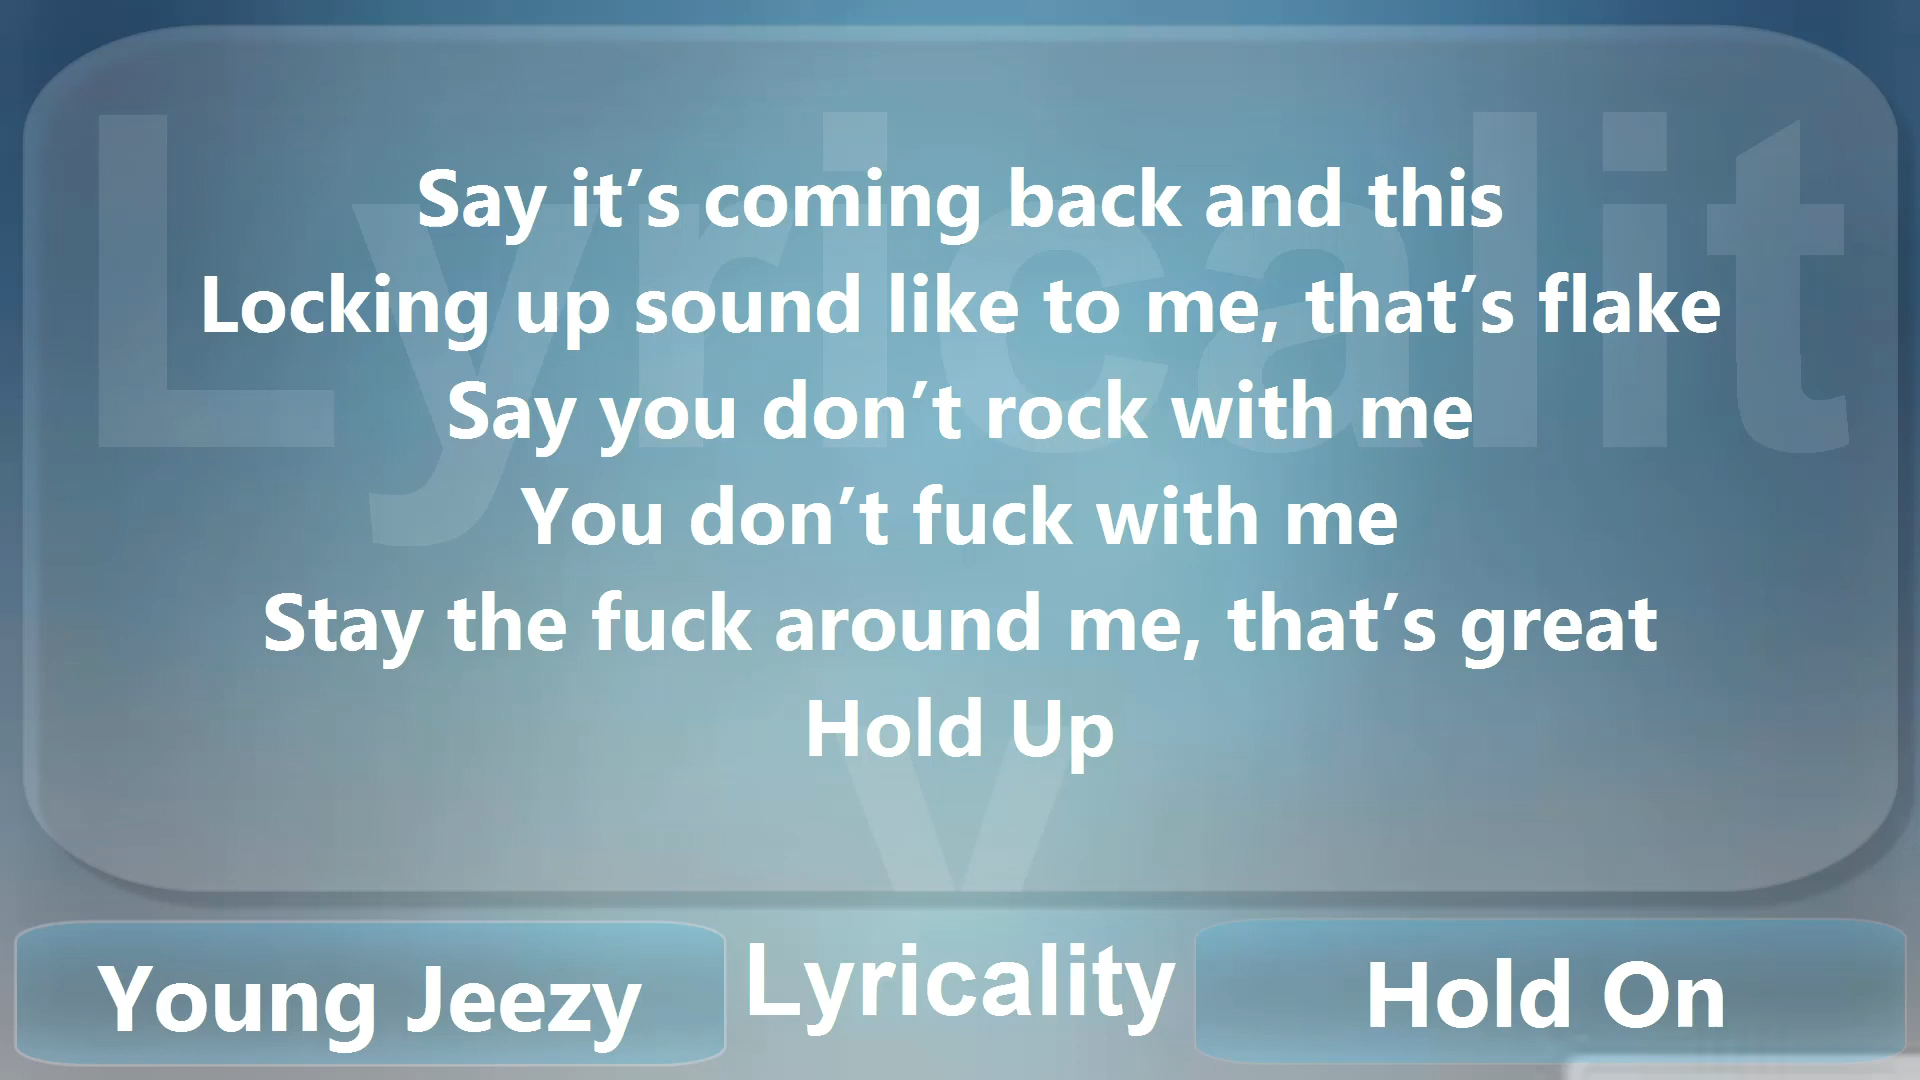 Say it’s coming back and this
Locking up sound like to me, that’s flake
Say you don’t rock with me
You don’t fuck with me
Stay the fuck around me, that’s great
Hold Up
Lyricalit
y
Young Jeezy
Lyricality
Hold On